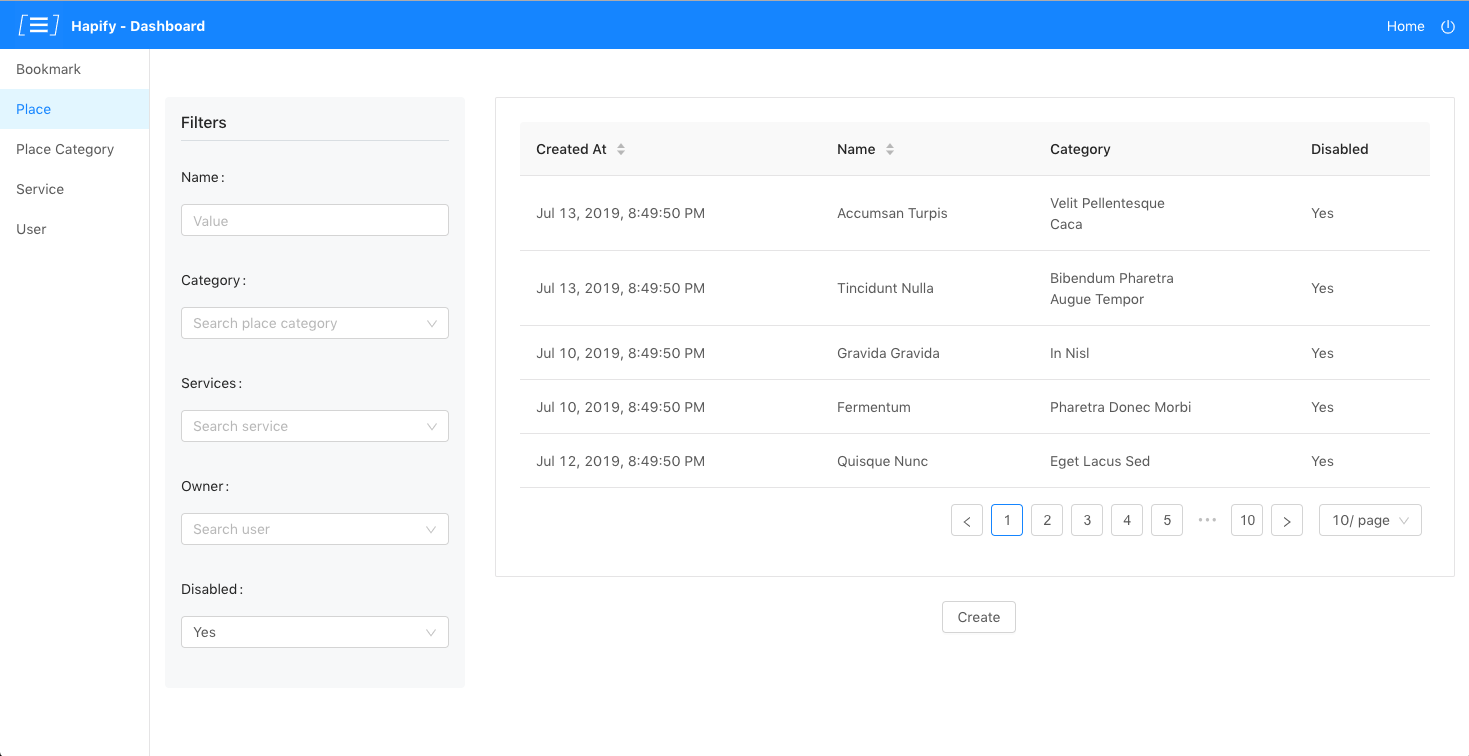 Hapify - Dashboard
Home
Bookmark
Place
Place Category
Service
User
Filters
Name :
Value
Category :
Search place category
Services :
Search service
Owner :
Search user
Disabled :
Yes
Created At Name Category Disabled
Jul 13, 2019, 8:49:50 PM Accumsan Turpis Velit Pellentesque Yes
Caca
Jul 13, 2019, 8:49:50 PM Tincidunt Nulla Bibendum Pharetra Yes
Augue Tempor
Jul 10, 2019, 8:49:50 PM Gravida Gravida In Nisl Yes
Jul 10, 2019, 8:49:50 PM Fermentum Pharetra Donec Morbi Yes
Jul 12, 2019, 8:49:50 PM Quisque Nunc Eget Lacus Sed Yes
< 1 2 3 4 5 ••• 10 > 10/ page
Create